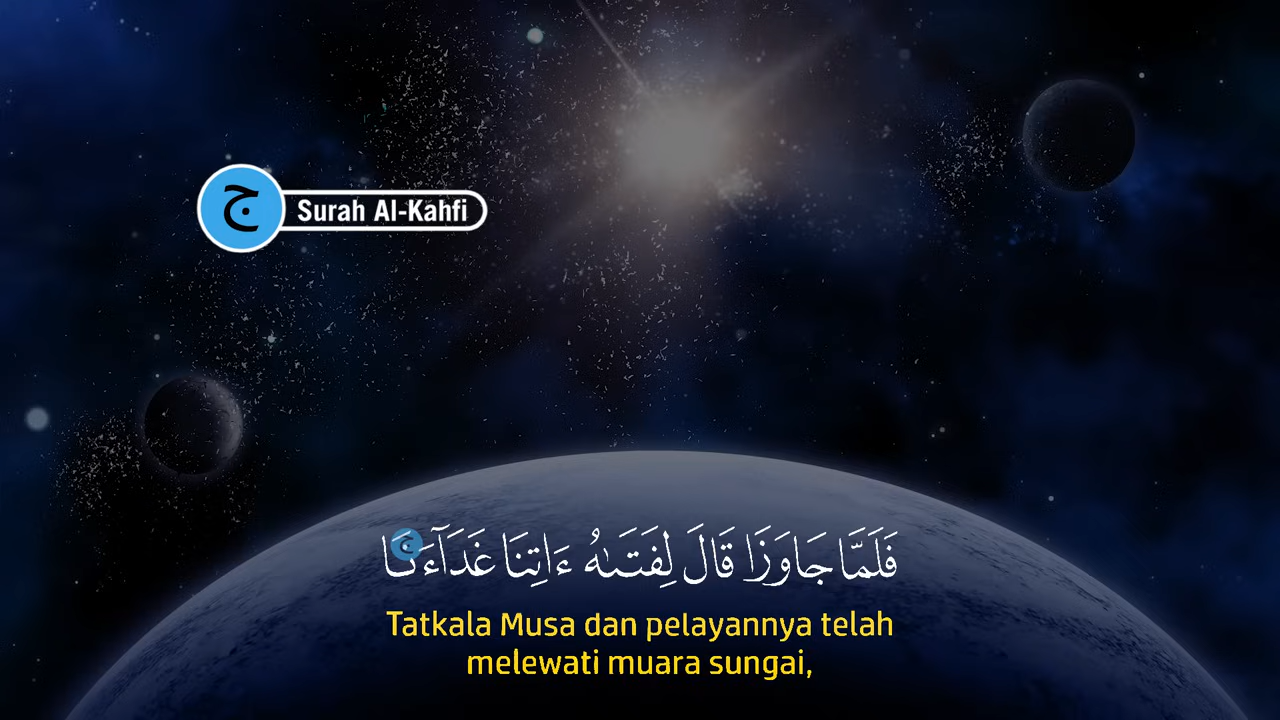 ج Surah Al-Kahfi
فَلَمَّا جَاوَزَا قَالَ لِفَتَىٰهُ ءَاتِنَا غَدَآءَنَا
ج
Tatkala Musa dan pelayannya telah
melewati muara sungai,